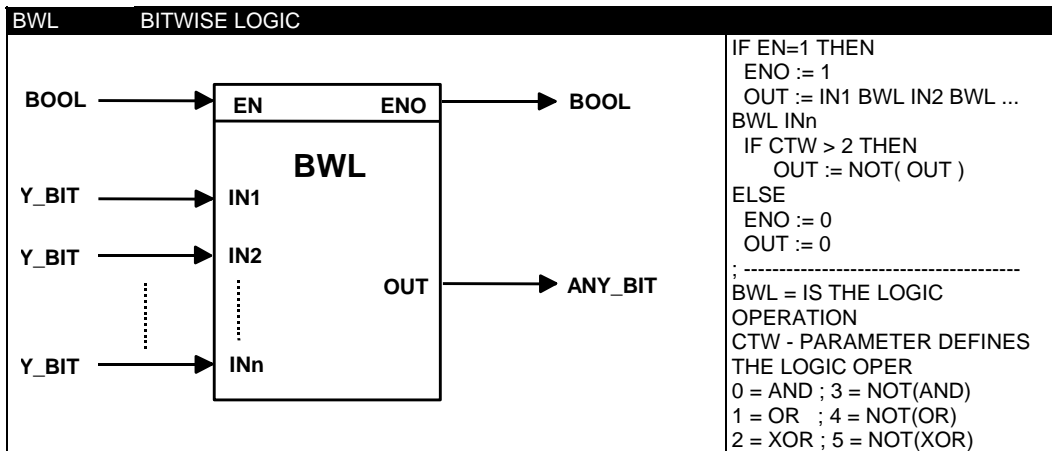 BWL BITWISE LOGIC
BOOL EN ENO BOOL
BWL
Y_BIT IN1
Y_BIT IN2
OUT ANY_BIT
Y_BIT INn
IF EN=1 THEN
ENO := 1
OUT := IN1 BWL IN2 BWL ...
BWL INn
IF CTW > 2 THEN
OUT := NOT( OUT )
ELSE
ENO := 0
OUT := 0
; ---------------------------------------
BWL = IS THE LOGIC
OPERATION
CTW - PARAMETER DEFINES
THE LOGIC OPER
0 = AND ; 3 = NOT(AND)
1 = OR ; 4 = NOT(OR)
2 = XOR ; 5 = NOT(XOR)